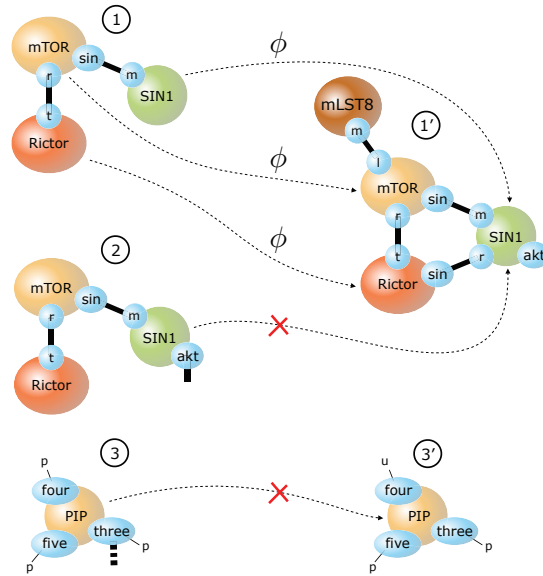 1
mTOR
sin
r
m
SIN1
t
Rictor
ϕ
ϕ
ϕ
mLST8
1′
m
l
mTOR
sin
r
m
SIN1
t
sin
r
akt
Rictor
2
mTOR
sin
r
m
SIN1
t
akt
Rictor
3
p
four
PIP
five
three
p
p
3′
u
four
PIP
five
three
p
p